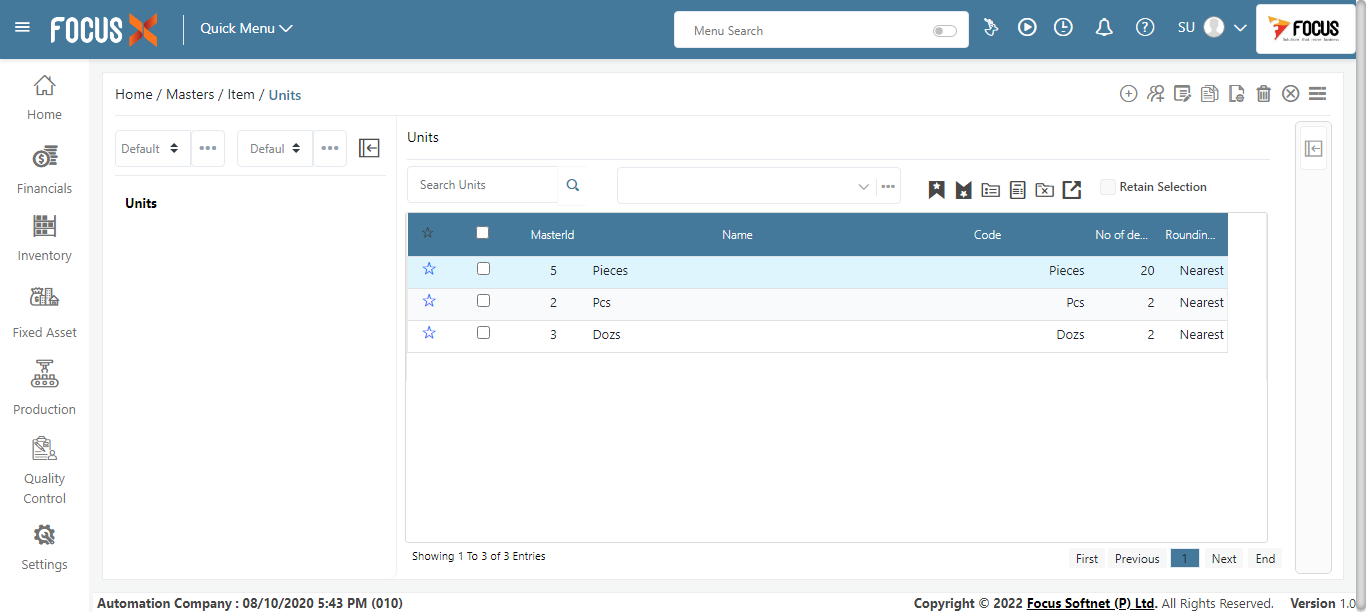 FOCUS X Quick Menu Menu Search SU FOCUS
Home
Financials
Inventory
Fixed Asset
Production
Quality
Control
Settings
Home / Masters / Item / Units
Default ••• Defaul •••
Units
Units
Search Units ••• Retain Selection
MasterId Name Code No of de... Roundin...
5 Pieces Pieces 20 Nearest
2 Pcs Pcs 2 Nearest
3 Dozs Dozs 2 Nearest
Showing 1 To 3 of 3 Entries
First Previous 1 Next End
Automation Company : 08/10/2020 5:43 PM (010) Copyright © 2022 Focus Softnet (P) Ltd. All Rights Reserved. Version 1.0